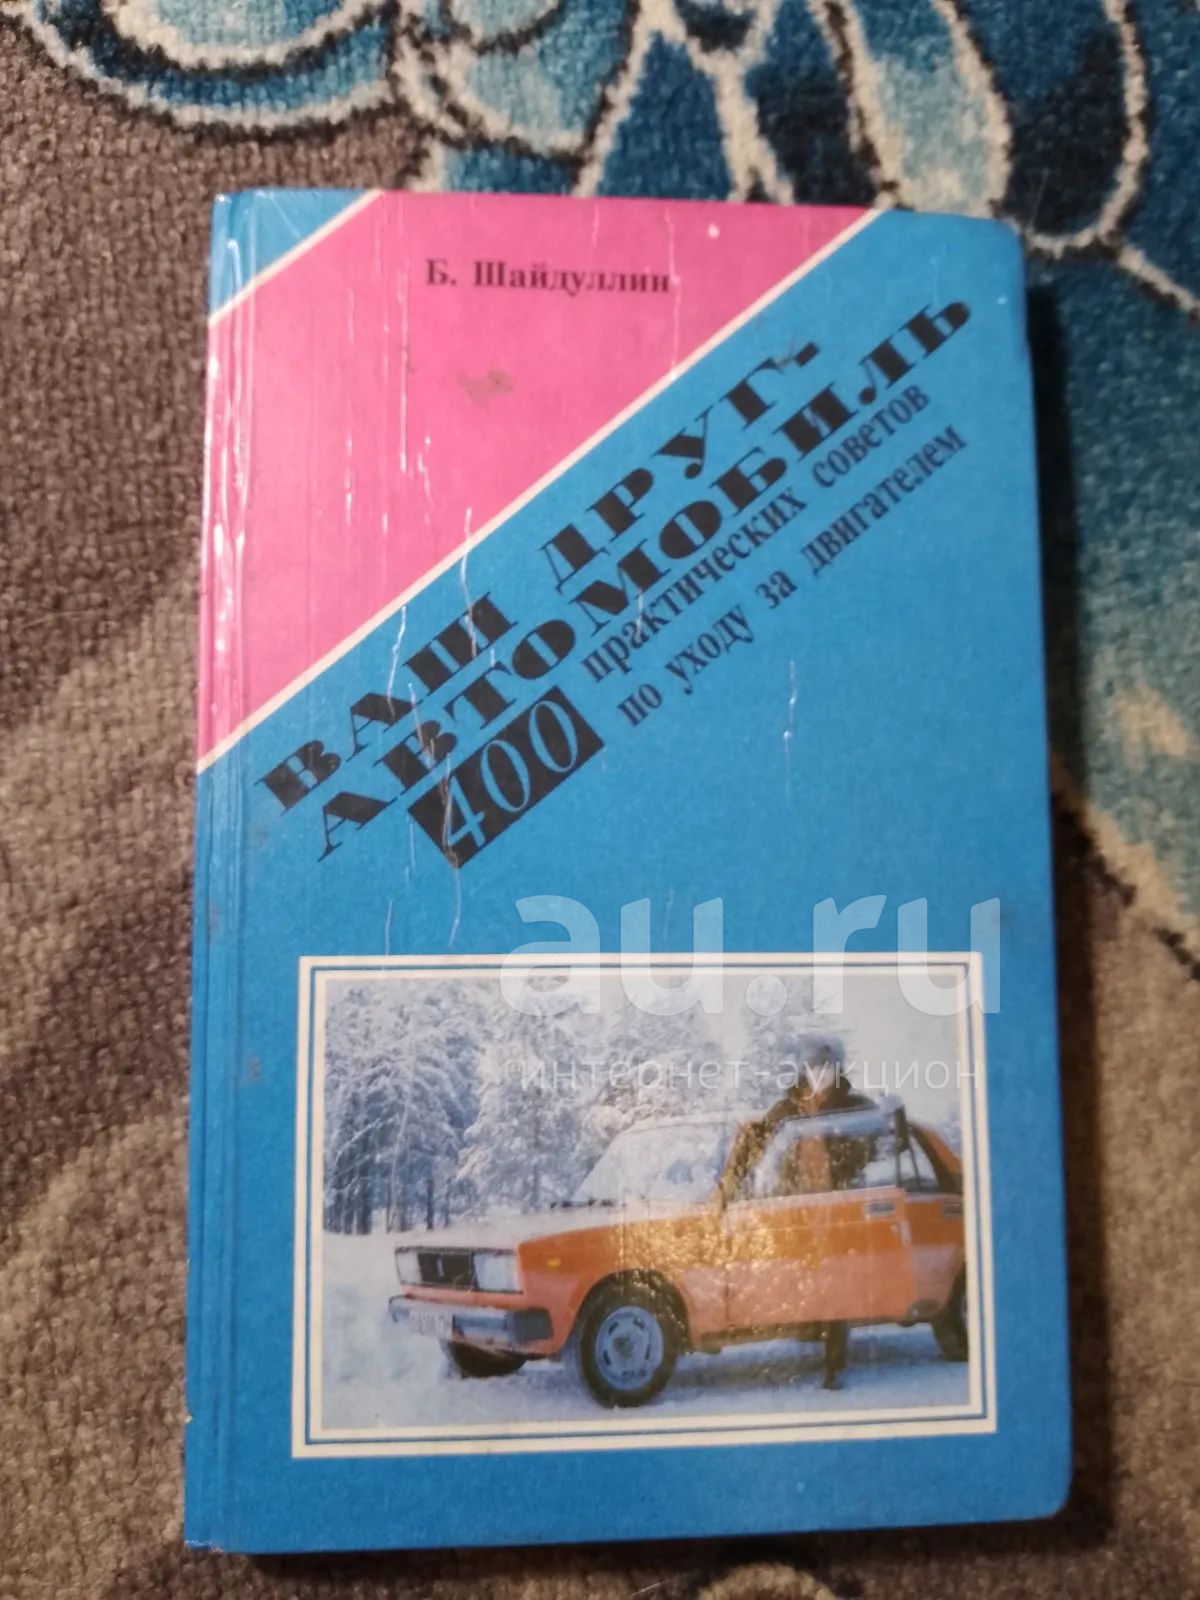 Б. Шайдуллин
ВАШ ДРУГ-
АВТОМОБИЛЬ
400 практических советов
по уходу за двигателем
au.ru
интернет-аукцион